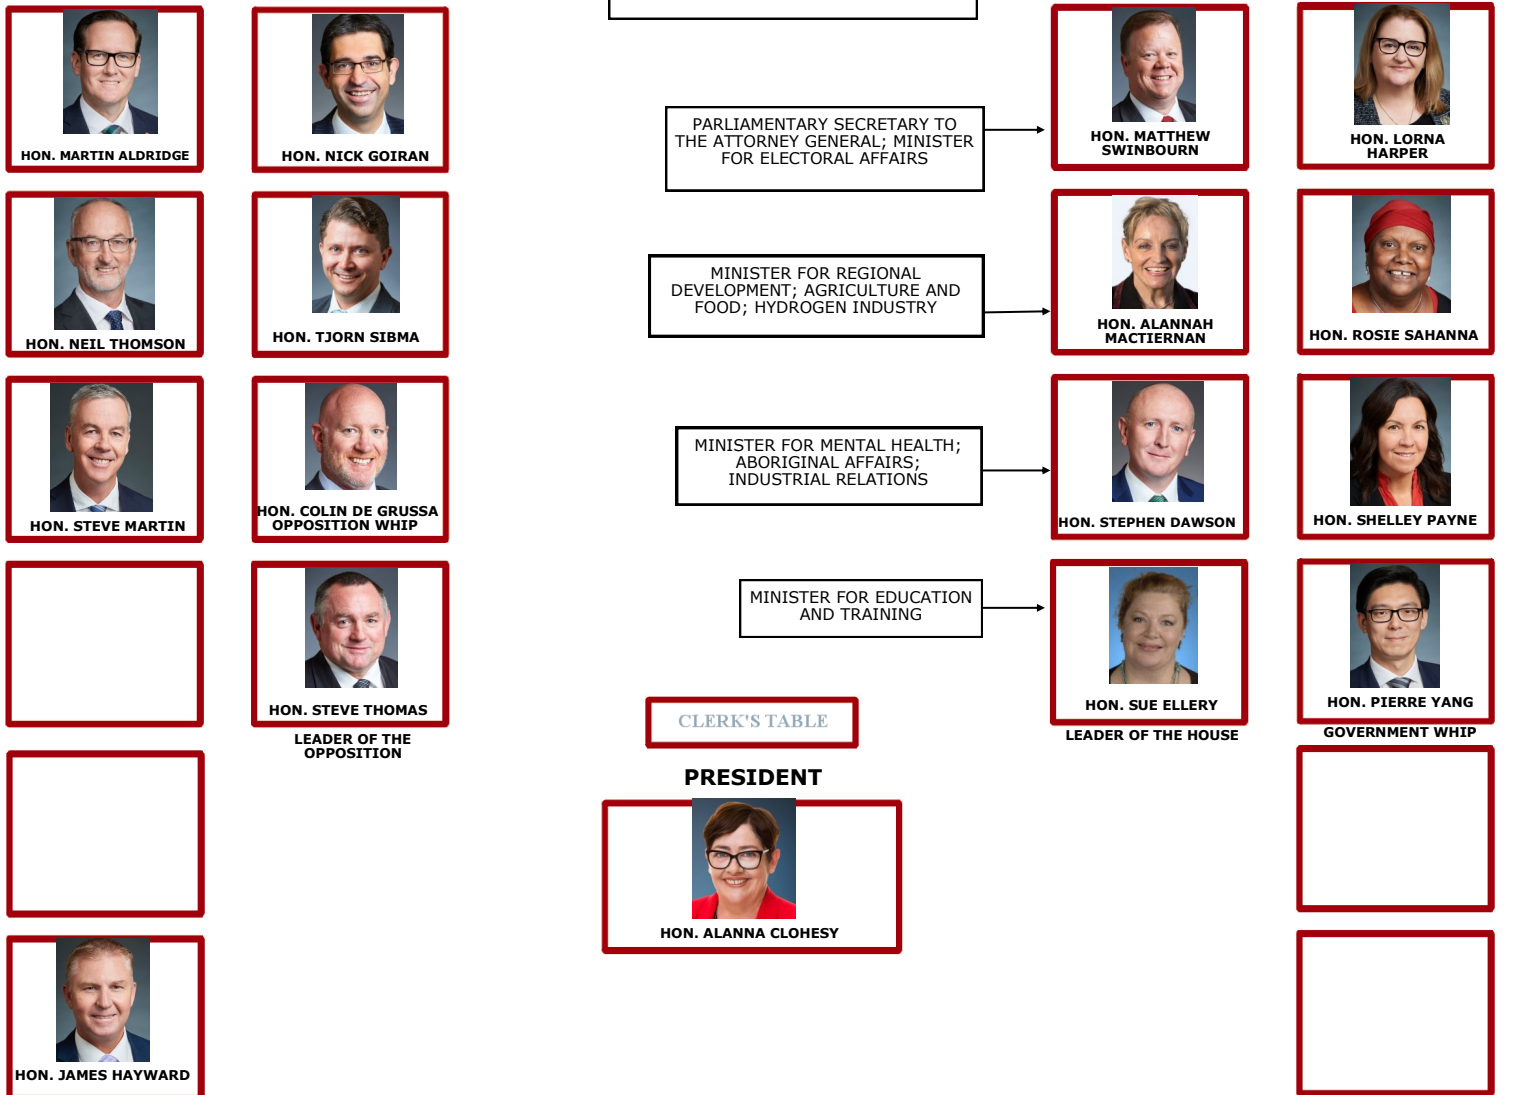 HON. MARTIN ALDRIDGE
HON. NICK GOIRAN
PARLIAMENTARY SECRETARY TO
THE ATTORNEY GENERAL; MINISTER
FOR ELECTORAL AFFAIRS
HON. MATTHEW
SWINBOURN
HON. LORNA
HARPER
HON. NEIL THOMSON
HON. TJORN SIBMA
MINISTER FOR REGIONAL
DEVELOPMENT; AGRICULTURE AND
FOOD; HYDROGEN INDUSTRY
HON. ALANNAH
MACTIERNAN
HON. ROSIE SAHANNA
HON. STEVE MARTIN
HON. COLIN DE GRUSSA
OPPOSITION WHIP
MINISTER FOR MENTAL HEALTH;
ABORIGINAL AFFAIRS;
INDUSTRIAL RELATIONS
HON. STEPHEN DAWSON
HON. SHELLEY PAYNE
HON. STEVE THOMAS
LEADER OF THE
OPPOSITION
MINISTER FOR EDUCATION
AND TRAINING
HON. SUE ELLERY
LEADER OF THE HOUSE
HON. PIERRE YANG
GOVERNMENT WHIP
CLERK'S TABLE
PRESIDENT
HON. ALANNA CLOHESY
HON. JAMES HAYWARD